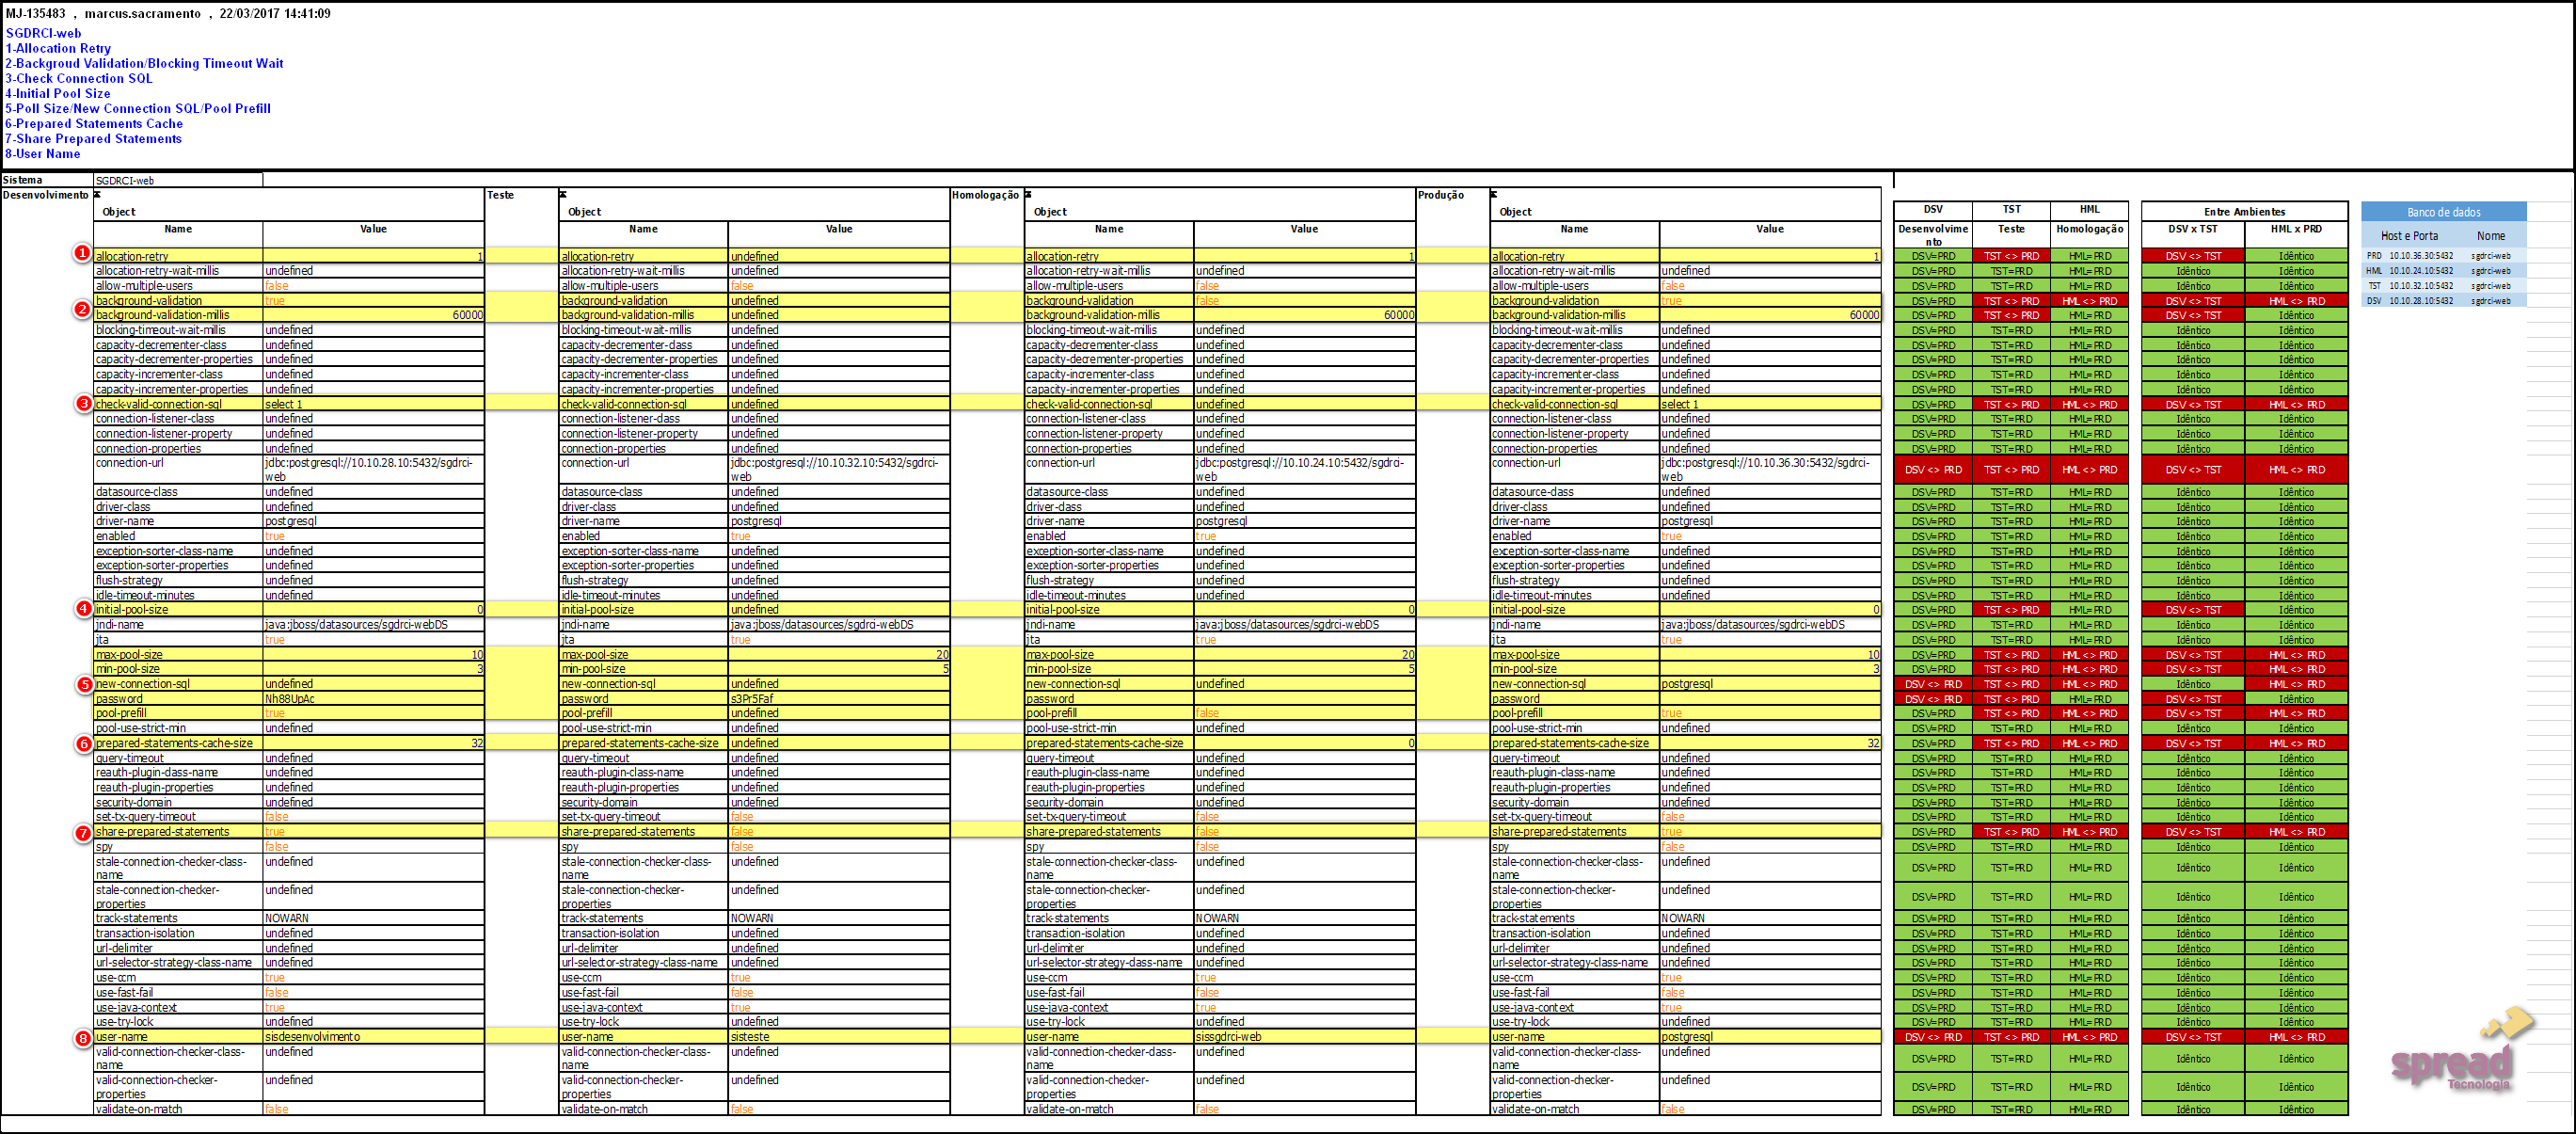 MJ-135483 , marcus.sacramento , 22/03/2017 14:41:09
SGDRCI-web
1-Allocation Retry
2-Backgroud Validation/Blocking Timeout Wait
3-Check Connection SQL
4-Initial Pool Size
5-Poll Size/New Connection SQL/Pool Prefill
6-Prepared Statements Cache
7-Share Prepared Statements
8-User Name
Sistema SGDRCI-web
Desenvolvimento Teste Homologação Produção
Object Object Object Object DSV TST HML Entre Ambientes Banco de dados
Name Value Name Value Name Value Name Value Desenvolvimento Teste Homologação DSV x TST HML x PRD Host e Porta Nome
1 allocation-retry 1 allocation-retry undefined allocation-retry 1 allocation-retry 1 DSV=PRD TST <> PRD HML=PRD DSV <> TST Idêntico PRD 10.10.36.30:5432 sgdrci-web
allocation-retry-wait-millis undefined allocation-retry-wait-millis undefined allocation-retry-wait-millis undefined allocation-retry-wait-millis undefined DSV=PRD TST=PRD HML=PRD Idêntico Idêntico HML 10.10.24.10:5432 sgdrci-web
allow-multiple-users false allow-multiple-users false allow-multiple-users false allow-multiple-users false DSV=PRD TST=PRD HML=PRD Idêntico Idêntico TST 10.10.32.10:5432 sgdrci-web
background-validation true background-validation undefined background-validation false background-validation true DSV=PRD TST <> PRD HML <> PRD DSV <> TST HML <> PRD DSV 10.10.28.10:5432 sgdrci-web
2 background-validation-millis 60000 background-validation-millis undefined background-validation-millis 60000 background-validation-millis 60000 DSV=PRD TST <> PRD HML=PRD DSV <> TST Idêntico
blocking-timeout-wait-millis undefined blocking-timeout-wait-millis undefined blocking-timeout-wait-millis undefined blocking-timeout-wait-millis undefined DSV=PRD TST=PRD HML=PRD Idêntico Idêntico
capacity-decrementer-class undefined capacity-decrementer-class undefined capacity-decrementer-class undefined capacity-decrementer-class undefined DSV=PRD TST=PRD HML=PRD Idêntico Idêntico
capacity-decrementer-properties undefined capacity-decrementer-properties undefined capacity-decrementer-properties undefined capacity-decrementer-properties undefined DSV=PRD TST=PRD HML=PRD Idêntico Idêntico
capacity-incrementer-class undefined capacity-incrementer-class undefined capacity-incrementer-class undefined capacity-incrementer-class undefined DSV=PRD TST=PRD HML=PRD Idêntico Idêntico
capacity-incrementer-properties undefined capacity-incrementer-properties undefined capacity-incrementer-properties undefined capacity-incrementer-properties undefined DSV=PRD TST=PRD HML=PRD Idêntico Idêntico
3 check-valid-connection-sql select 1 check-valid-connection-sql undefined check-valid-connection-sql undefined check-valid-connection-sql select 1 DSV=PRD TST <> PRD HML <> PRD DSV <> TST HML <> PRD
connection-listener-class undefined connection-listener-class undefined connection-listener-class undefined connection-listener-class undefined DSV=PRD TST=PRD HML=PRD Idêntico Idêntico
connection-listener-property undefined connection-listener-property undefined connection-listener-property undefined connection-listener-property undefined DSV=PRD TST=PRD HML=PRD Idêntico Idêntico
connection-properties undefined connection-properties undefined connection-properties undefined connection-properties undefined DSV=PRD TST=PRD HML=PRD Idêntico Idêntico
connection-url jdbc:postgresql://10.10.28.10:5432/sgdrci-web connection-url jdbc:postgresql://10.10.32.10:5432/sgdrci-web connection-url jdbc:postgresql://10.10.24.10:5432/sgdrci-web connection-url jdbc:postgresql://10.10.36.30:5432/sgdrci-web DSV <> PRD TST <> PRD HML <> PRD DSV <> TST HML <> PRD
datasource-class undefined datasource-class undefined datasource-class undefined datasource-class undefined DSV=PRD TST=PRD HML=PRD Idêntico Idêntico
driver-class undefined driver-class undefined driver-class undefined driver-class undefined DSV=PRD TST=PRD HML=PRD Idêntico Idêntico
driver-name postgresql driver-name postgresql driver-name postgresql driver-name postgresql DSV=PRD TST=PRD HML=PRD Idêntico Idêntico
enabled true enabled true enabled true enabled true DSV=PRD TST=PRD HML=PRD Idêntico Idêntico
exception-sorter-class-name undefined exception-sorter-class-name undefined exception-sorter-class-name undefined exception-sorter-class-name undefined DSV=PRD TST=PRD HML=PRD Idêntico Idêntico
exception-sorter-properties undefined exception-sorter-properties undefined exception-sorter-properties undefined exception-sorter-properties undefined DSV=PRD TST=PRD HML=PRD Idêntico Idêntico
flush-strategy undefined flush-strategy undefined flush-strategy undefined flush-strategy undefined DSV=PRD TST=PRD HML=PRD Idêntico Idêntico
idle-timeout-minutes undefined idle-timeout-minutes undefined idle-timeout-minutes undefined idle-timeout-minutes undefined DSV=PRD TST=PRD HML=PRD Idêntico Idêntico
4 initial-pool-size 0 initial-pool-size undefined initial-pool-size 0 initial-pool-size 0 DSV=PRD TST <> PRD HML=PRD DSV <> TST Idêntico
jndi-name java:jboss/datasources/sgdrci-webDS jndi-name java:jboss/datasources/sgdrci-webDS jndi-name java:jboss/datasources/sgdrci-webDS jndi-name java:jboss/datasources/sgdrci-webDS DSV=PRD TST=PRD HML=PRD Idêntico Idêntico
jta true jta true jta true jta true DSV=PRD TST=PRD HML=PRD Idêntico Idêntico
max-pool-size 10 max-pool-size 20 max-pool-size 20 max-pool-size 10 DSV=PRD TST <> PRD HML <> PRD DSV <> TST HML <> PRD
min-pool-size 3 min-pool-size 5 min-pool-size 5 min-pool-size 3 DSV=PRD TST <> PRD HML <> PRD DSV <> TST HML <> PRD
5 new-connection-sql undefined new-connection-sql undefined new-connection-sql undefined new-connection-sql postgresql DSV <> PRD TST <> PRD HML <> PRD Idêntico HML <> PRD
password Nh88UpAc password s3Pr5Faf password password DSV <> PRD TST <> PRD HML=PRD DSV <> TST Idêntico
pool-prefill true pool-prefill undefined pool-prefill false pool-prefill true DSV=PRD TST <> PRD HML <> PRD DSV <> TST HML <> PRD
pool-use-strict-min undefined pool-use-strict-min undefined pool-use-strict-min undefined pool-use-strict-min undefined DSV=PRD TST=PRD HML=PRD Idêntico Idêntico
6 prepared-statements-cache-size 32 prepared-statements-cache-size undefined prepared-statements-cache-size 0 prepared-statements-cache-size 32 DSV=PRD TST <> PRD HML <> PRD DSV <> TST HML <> PRD
query-timeout undefined query-timeout undefined query-timeout undefined query-timeout undefined DSV=PRD TST=PRD HML=PRD Idêntico Idêntico
reauth-plugin-class-name undefined reauth-plugin-class-name undefined reauth-plugin-class-name undefined reauth-plugin-class-name undefined DSV=PRD TST=PRD HML=PRD Idêntico Idêntico
reauth-plugin-properties undefined reauth-plugin-properties undefined reauth-plugin-properties undefined reauth-plugin-properties undefined DSV=PRD TST=PRD HML=PRD Idêntico Idêntico
security-domain undefined security-domain undefined security-domain undefined security-domain undefined DSV=PRD TST=PRD HML=PRD Idêntico Idêntico
set-tx-query-timeout false set-tx-query-timeout false set-tx-query-timeout false set-tx-query-timeout false DSV=PRD TST=PRD HML=PRD Idêntico Idêntico
7 share-prepared-statements true share-prepared-statements false share-prepared-statements false share-prepared-statements true DSV=PRD TST <> PRD HML <> PRD DSV <> TST HML <> PRD
spy false spy false spy false spy false DSV=PRD TST=PRD HML=PRD Idêntico Idêntico
stale-connection-checker-class-name undefined stale-connection-checker-class-name undefined stale-connection-checker-class-name undefined stale-connection-checker-class-name undefined DSV=PRD TST=PRD HML=PRD Idêntico Idêntico
stale-connection-checker-properties undefined stale-connection-checker-properties undefined stale-connection-checker-properties undefined stale-connection-checker-properties undefined DSV=PRD TST=PRD HML=PRD Idêntico Idêntico
track-statements NOWARN track-statements NOWARN track-statements NOWARN track-statements NOWARN DSV=PRD TST=PRD HML=PRD Idêntico Idêntico
transaction-isolation undefined transaction-isolation undefined transaction-isolation undefined transaction-isolation undefined DSV=PRD TST=PRD HML=PRD Idêntico Idêntico
url-delimiter undefined url-delimiter undefined url-delimiter undefined url-delimiter undefined DSV=PRD TST=PRD HML=PRD Idêntico Idêntico
url-selector-strategy-class-name undefined url-selector-strategy-class-name undefined url-selector-strategy-class-name undefined url-selector-strategy-class-name undefined DSV=PRD TST=PRD HML=PRD Idêntico Idêntico
use-ccm true use-ccm true use-ccm true use-ccm true DSV=PRD TST=PRD HML=PRD Idêntico Idêntico
use-fast-fail false use-fast-fail false use-fast-fail false use-fast-fail false DSV=PRD TST=PRD HML=PRD Idêntico Idêntico
use-java-context true use-java-context true use-java-context true use-java-context true DSV=PRD TST=PRD HML=PRD Idêntico Idêntico
use-try-lock undefined use-try-lock undefined use-try-lock undefined use-try-lock undefined DSV=PRD TST=PRD HML=PRD Idêntico Idêntico
8 user-name sisdesenvolvimento user-name sisteste user-name sissgdrci-web user-name postgresql DSV <> PRD TST <> PRD HML <> PRD DSV <> TST HML <> PRD
valid-connection-checker-class-name undefined valid-connection-checker-class-name undefined valid-connection-checker-class-name undefined valid-connection-checker-class-name undefined DSV=PRD TST=PRD HML=PRD Idêntico Idêntico
valid-connection-checker-properties undefined valid-connection-checker-properties undefined valid-connection-checker-properties undefined valid-connection-checker-properties undefined DSV=PRD TST=PRD HML=PRD Idêntico Idêntico
validate-on-match false validate-on-match false validate-on-match false validate-on-match false DSV=PRD TST=PRD HML=PRD Idêntico Idêntico
spread
Tecnologia